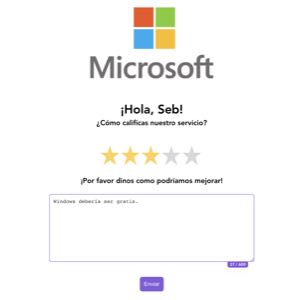 Microsoft
¡Hola, Seb!
¿Cómo calificas nuestro servicio?
¡Por favor dinos como podríamos mejorar!
Windows debería ser gratis.
27 / 600
Enviar